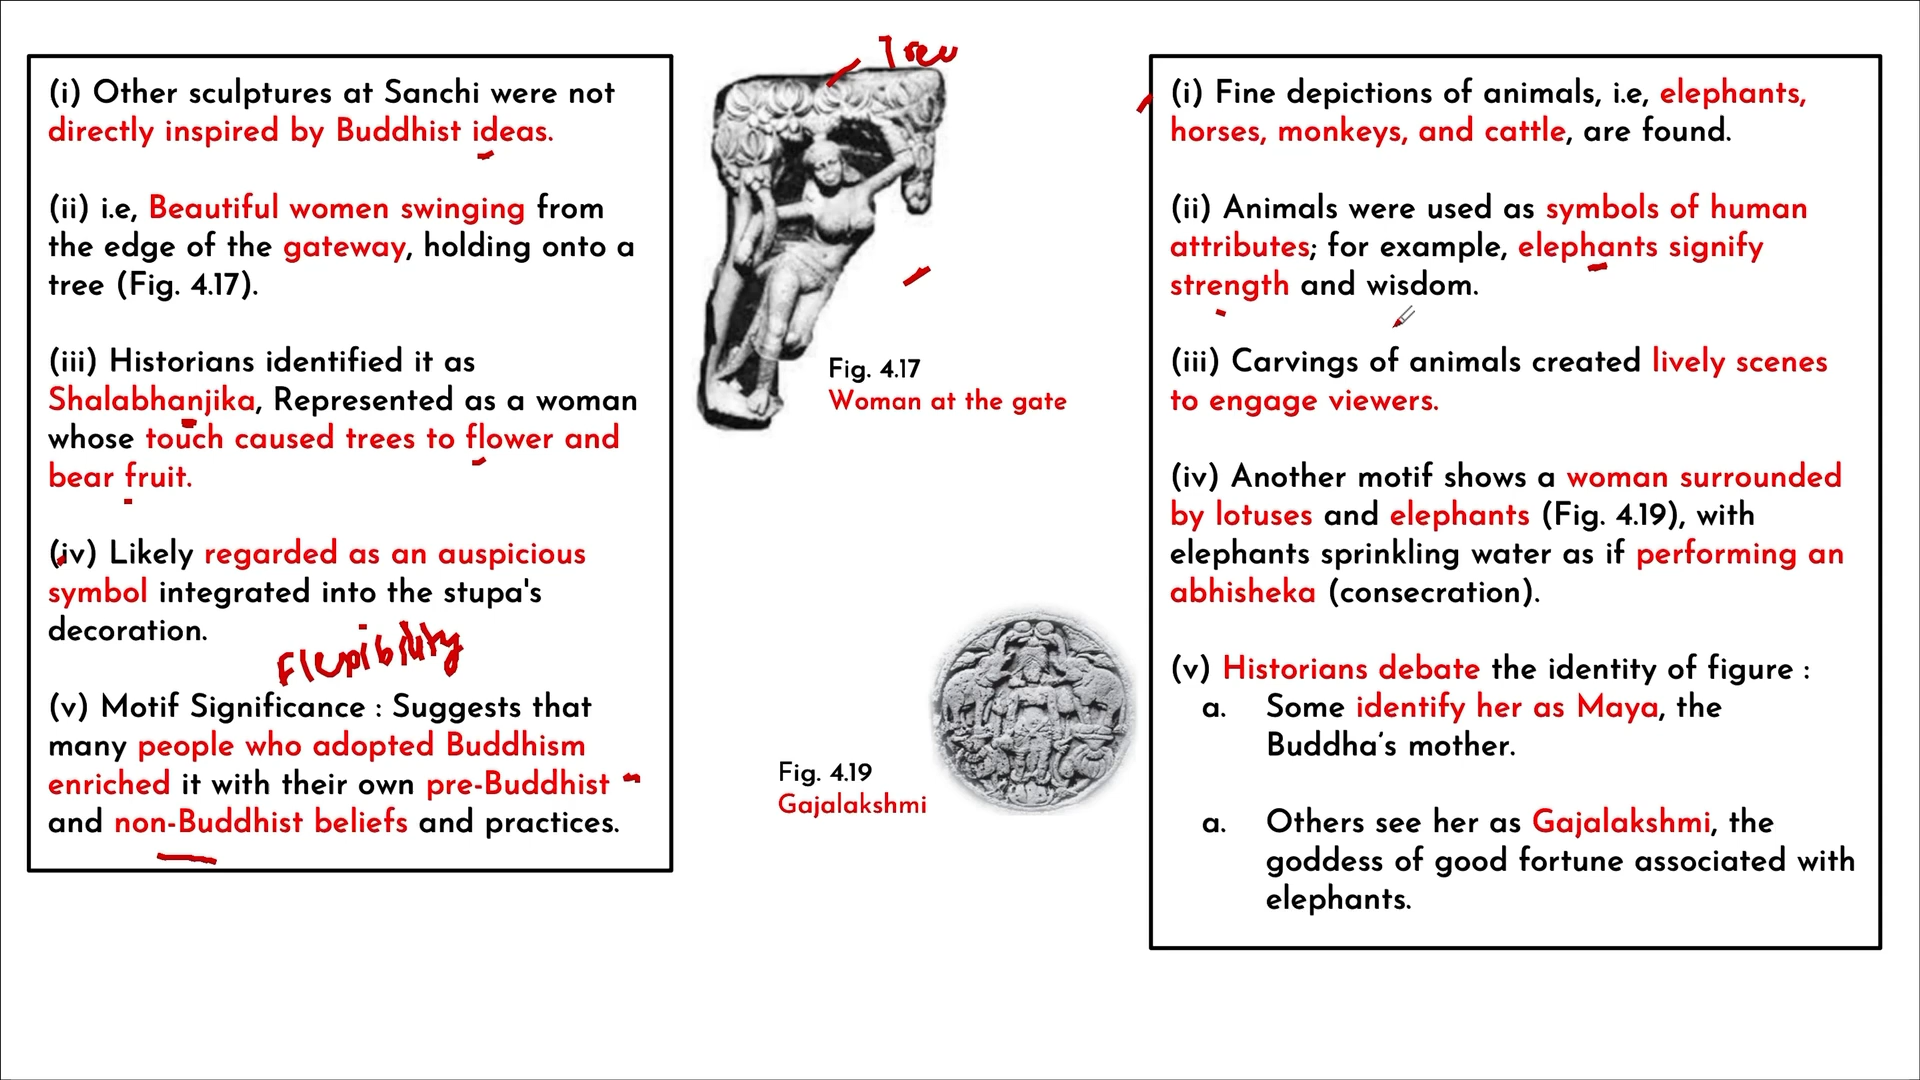 (i) Other sculptures at Sanchi were not
directly inspired by Buddhist ideas.
(ii) i.e, Beautiful women swinging from
the edge of the gateway, holding onto a
tree (Fig. 4.17).
(iii) Historians identified it as
Shalabhanjika, Represented as a woman
whose touch caused trees to flower and
bear fruit.
(iv) Likely regarded as an auspicious
symbol integrated into the stupa's
decoration.
Flexibility
(v) Motif Significance : Suggests that
many people who adopted Buddhism
enriched it with their own pre-Buddhist
and non-Buddhist beliefs and practices.
Tree
Fig. 4.17
Woman at the gate
Fig. 4.19
Gajalakshmi
(i) Fine depictions of animals, i.e, elephants,
horses, monkeys, and cattle, are found.
(ii) Animals were used as symbols of human
attributes; for example, elephants signify
strength and wisdom.
(iii) Carvings of animals created lively scenes
to engage viewers.
(iv) Another motif shows a woman surrounded
by lotuses and elephants (Fig. 4.19), with
elephants sprinkling water as if performing an
abhisheka (consecration).
(v) Historians debate the identity of figure :
a. Some identify her as Maya, the
Buddha's mother.
a. Others see her as Gajalakshmi, the
goddess of good fortune associated with
elephants.